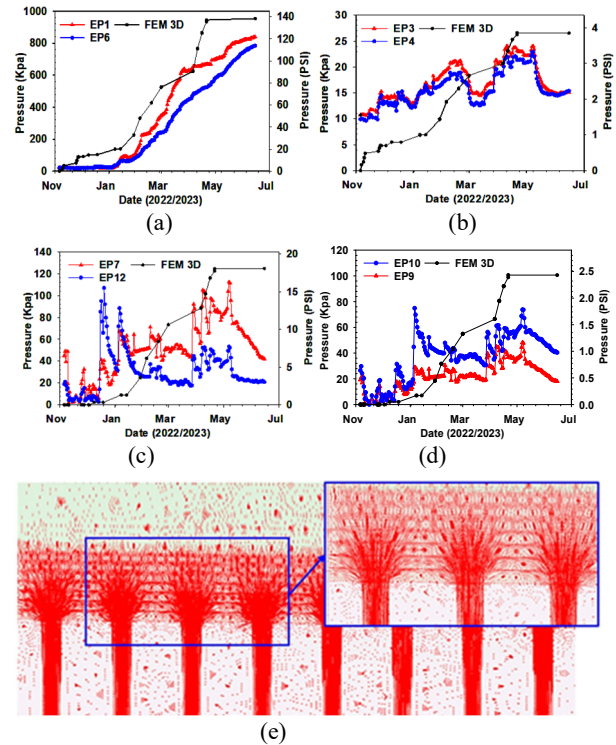 EP1 FEM 3D
EP6
1000
800
600
400
200
0
140
120
100
80
60
40
20
0
Pressure (Kpa)
Pressure (PSI)
Nov Jan Mar May Jul
Date (2022/2023)
(a)
EP3 FEM 3D
EP4
30
25
20
15
10
5
0
4
3
2
1
0
Pressure (Kpa)
Pressure (PSI)
Nov Jan Mar May Jul
Date (2022/2023)
(b)
EP7 FEM 3D
EP12
140
120
100
80
60
40
20
0
20
15
10
5
0
Pressure (Kpa)
Pressure (PSI)
Nov Jan Mar May Jul
Date (2022/2023)
(c)
EP10 FEM 3D
EP9
120
100
80
60
40
20
0
2.5
2.0
1.5
1.0
0.5
0.0
Pressure (Kpa)
Pressure (PSI)
Nov Jan Mar May Jul
Date (2022/2023)
(d)
(e)